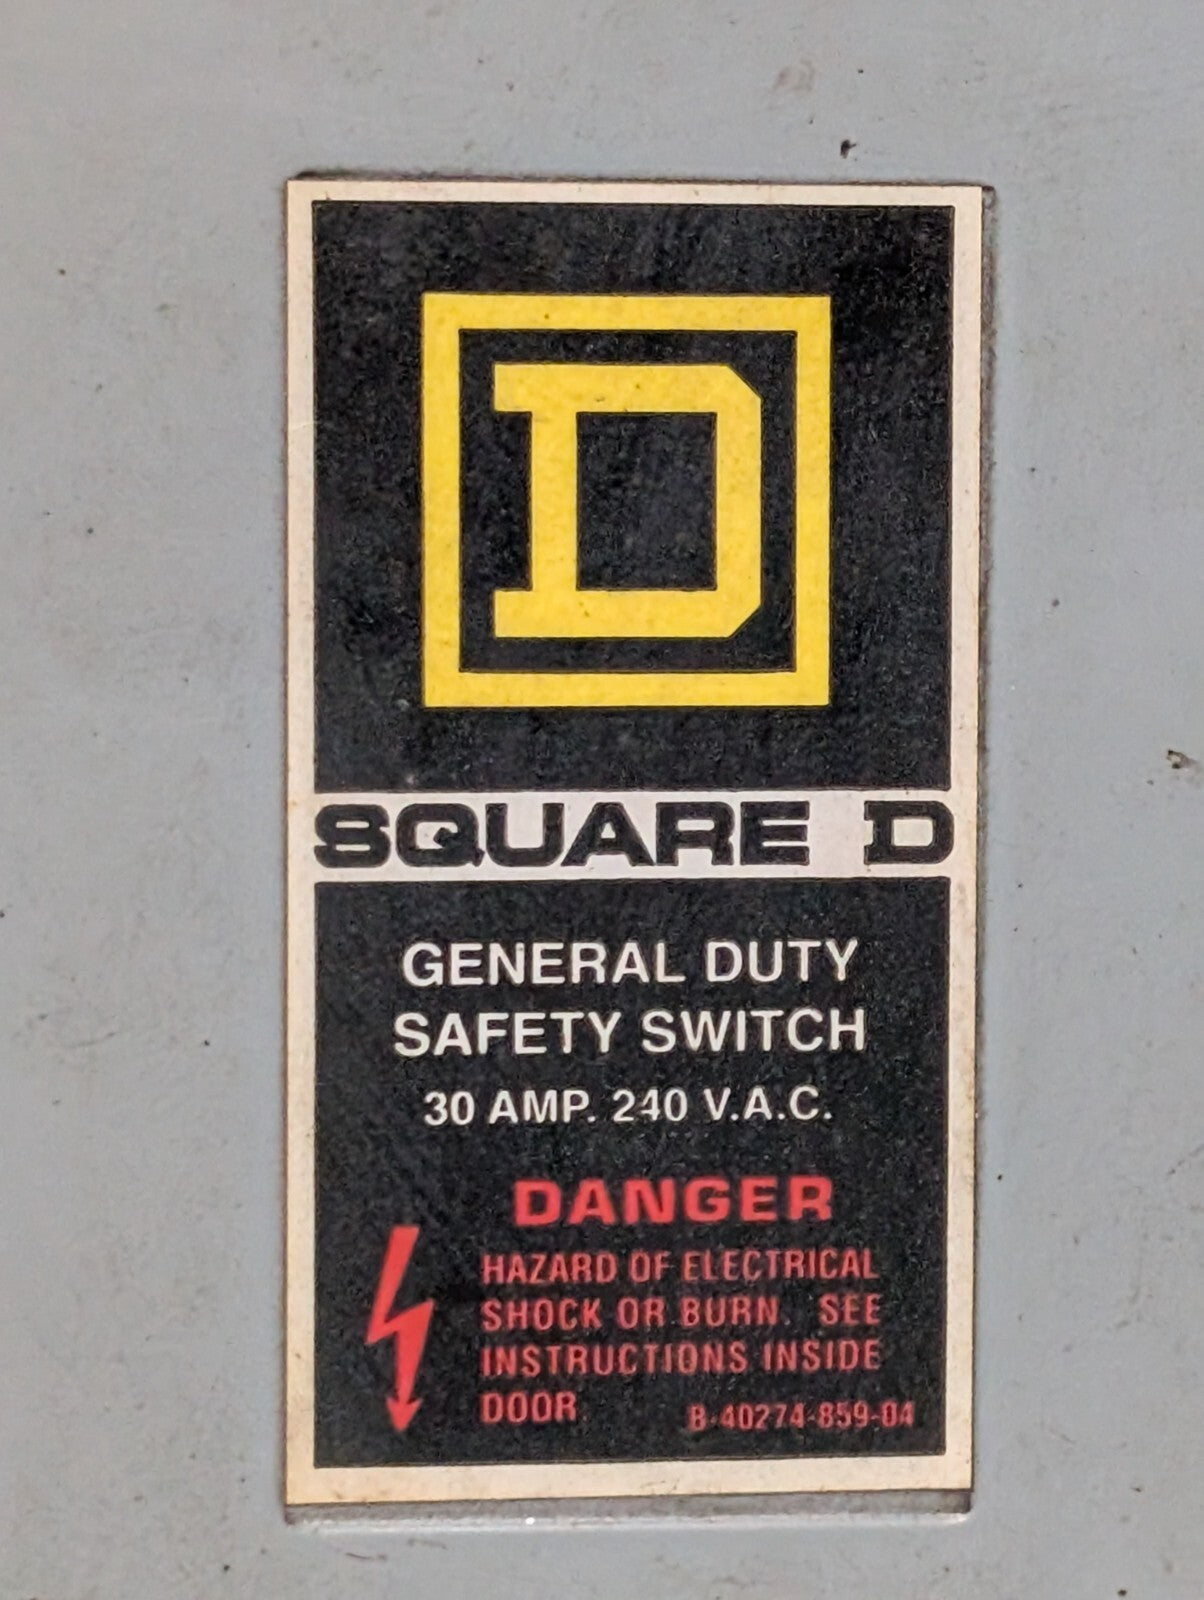 D
SQUARE D
GENERAL DUTY
SAFETY SWITCH
30 AMP. 240 V.A.C.
DANGER
HAZARD OF ELECTRICAL
SHOCK OR BURN. SEE
INSTRUCTIONS INSIDE
DOOR
B-40274-859-04